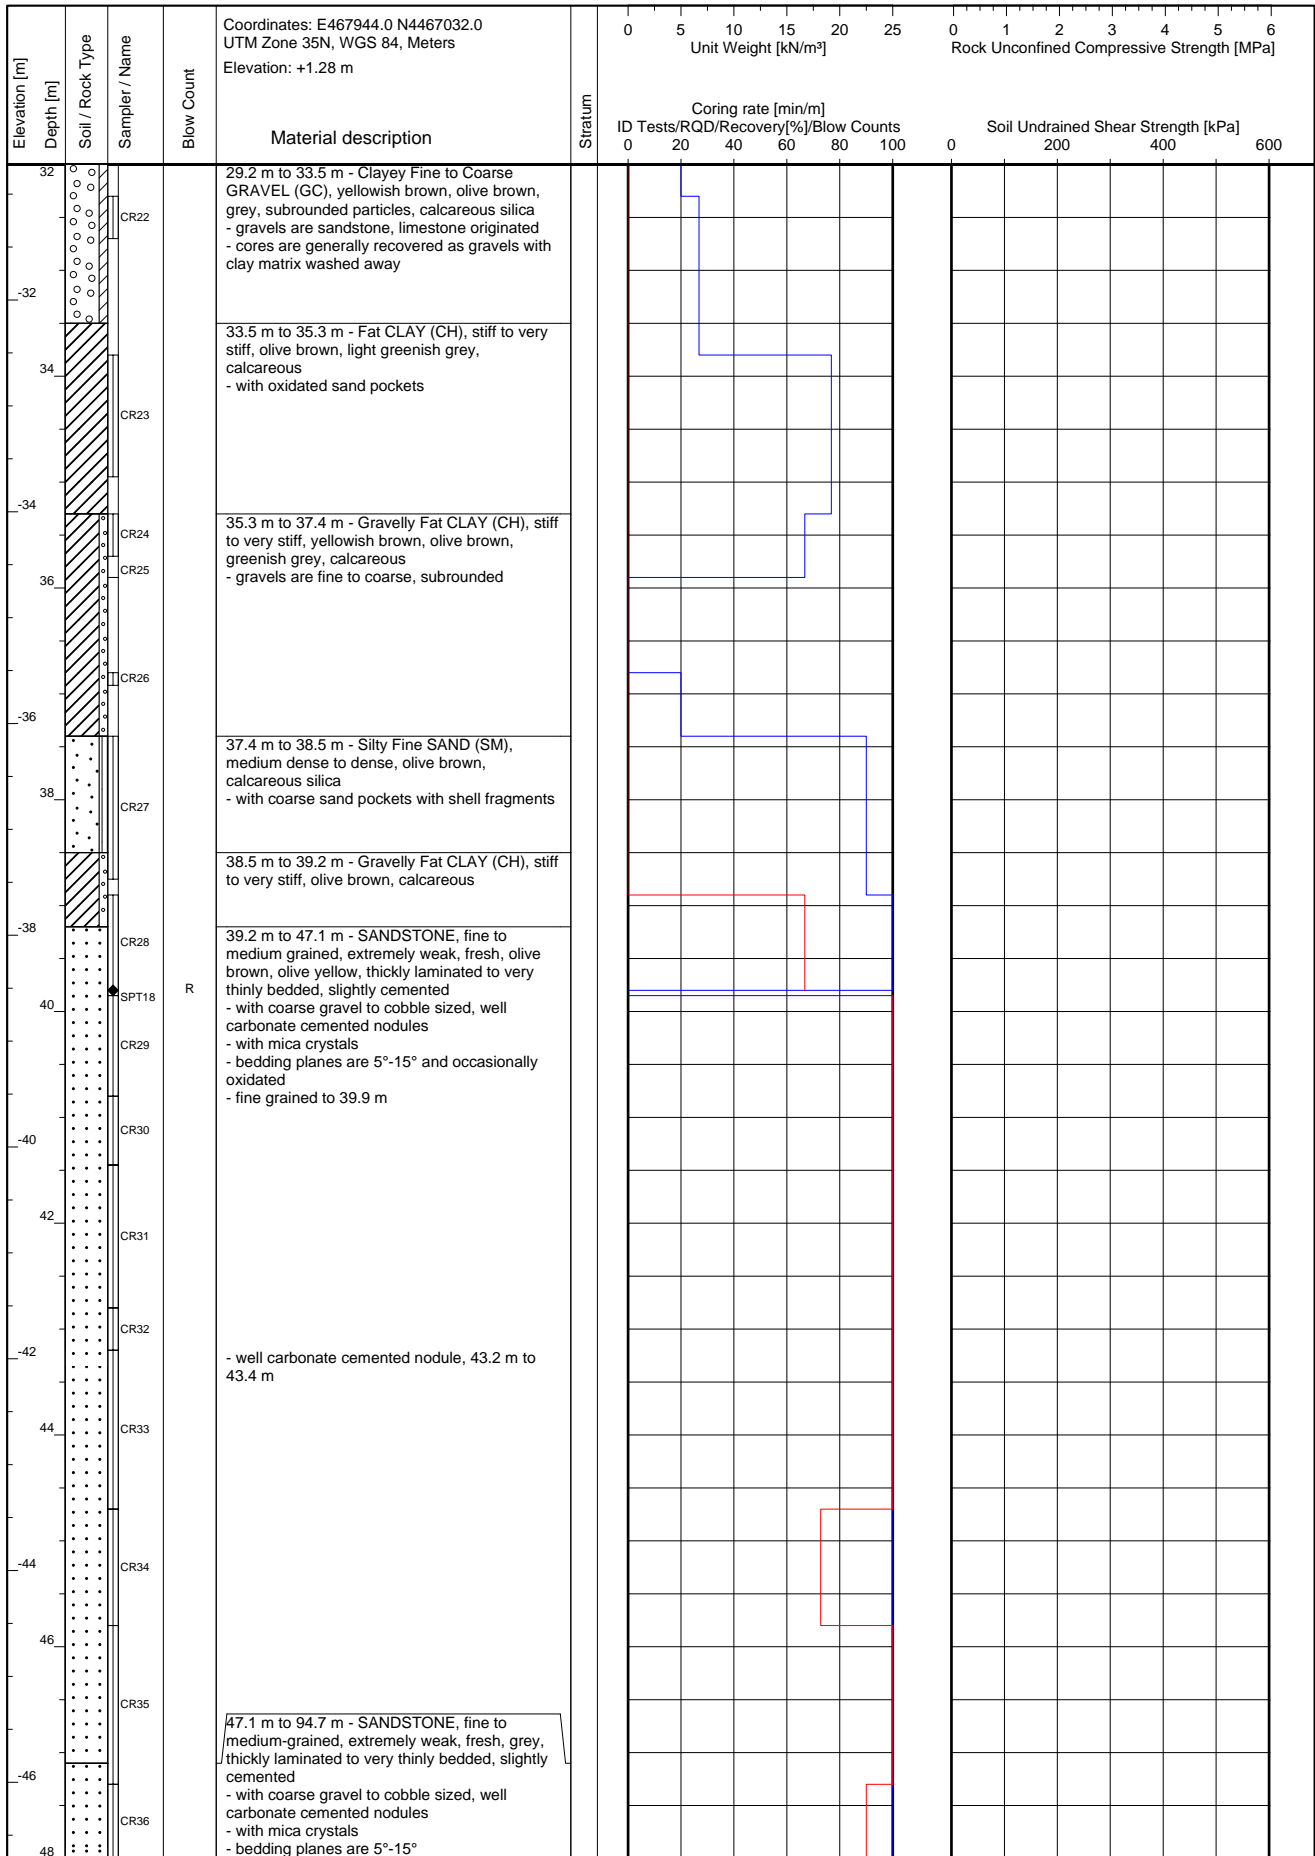 Elevation [m]
Depth [m]
Soil / Rock Type
Sampler / Name
Blow Count
Coordinates: E467944.0 N4467032.0
UTM Zone 35N, WGS 84, Meters
Elevation: +1.28 m
Material description
Stratum
0 5 10 15 20 25
Unit Weight [kN/m³]
Coring rate [min/m]
ID Tests/RQD/Recovery[%]/Blow Counts
0 20 40 60 80 100
0 1 2 3 4 5 6
Rock Unconfined Compressive Strength [MPa]
Soil Undrained Shear Strength [kPa]
0 200 400 600
32
29.2 m to 33.5 m - Clayey Fine to Coarse
GRAVEL (GC), yellowish brown, olive brown,
grey, subrounded particles, calcareous silica
- gravels are sandstone, limestone originated
- cores are generally recovered as gravels with
clay matrix washed away
CR22
-32
33.5 m to 35.3 m - Fat CLAY (CH), stiff to very
stiff, olive brown, light greenish grey,
calcareous
- with oxidated sand pockets
34
CR23
-34
35.3 m to 37.4 m - Gravelly Fat CLAY (CH), stiff
to very stiff, yellowish brown, olive brown,
greenish grey, calcareous
- gravels are fine to coarse, subrounded
CR24
CR25
36
CR26
-36
37.4 m to 38.5 m - Silty Fine SAND (SM),
medium dense to dense, olive brown,
calcareous silica
- with coarse sand pockets with shell fragments
38
CR27
38.5 m to 39.2 m - Gravelly Fat CLAY (CH), stiff
to very stiff, olive brown, calcareous
-38
39.2 m to 47.1 m - SANDSTONE, fine to
medium grained, extremely weak, fresh, olive
brown, olive yellow, thickly laminated to very
thinly bedded, slightly cemented
- with coarse gravel to cobble sized, well
carbonate cemented nodules
- with mica crystals
- bedding planes are 5°-15° and occasionally
oxidated
- fine grained to 39.9 m
CR28
SPT18
R
40
CR29
CR30
-40
42
CR31
CR32
-42
- well carbonate cemented nodule, 43.2 m to
43.4 m
44
CR33
-44
CR34
46
CR35
47.1 m to 94.7 m - SANDSTONE, fine to
medium-grained, extremely weak, fresh, grey,
thickly laminated to very thinly bedded, slightly
cemented
- with coarse gravel to cobble sized, well
carbonate cemented nodules
- with mica crystals
- bedding planes are 5°-15°
-46
CR36
48